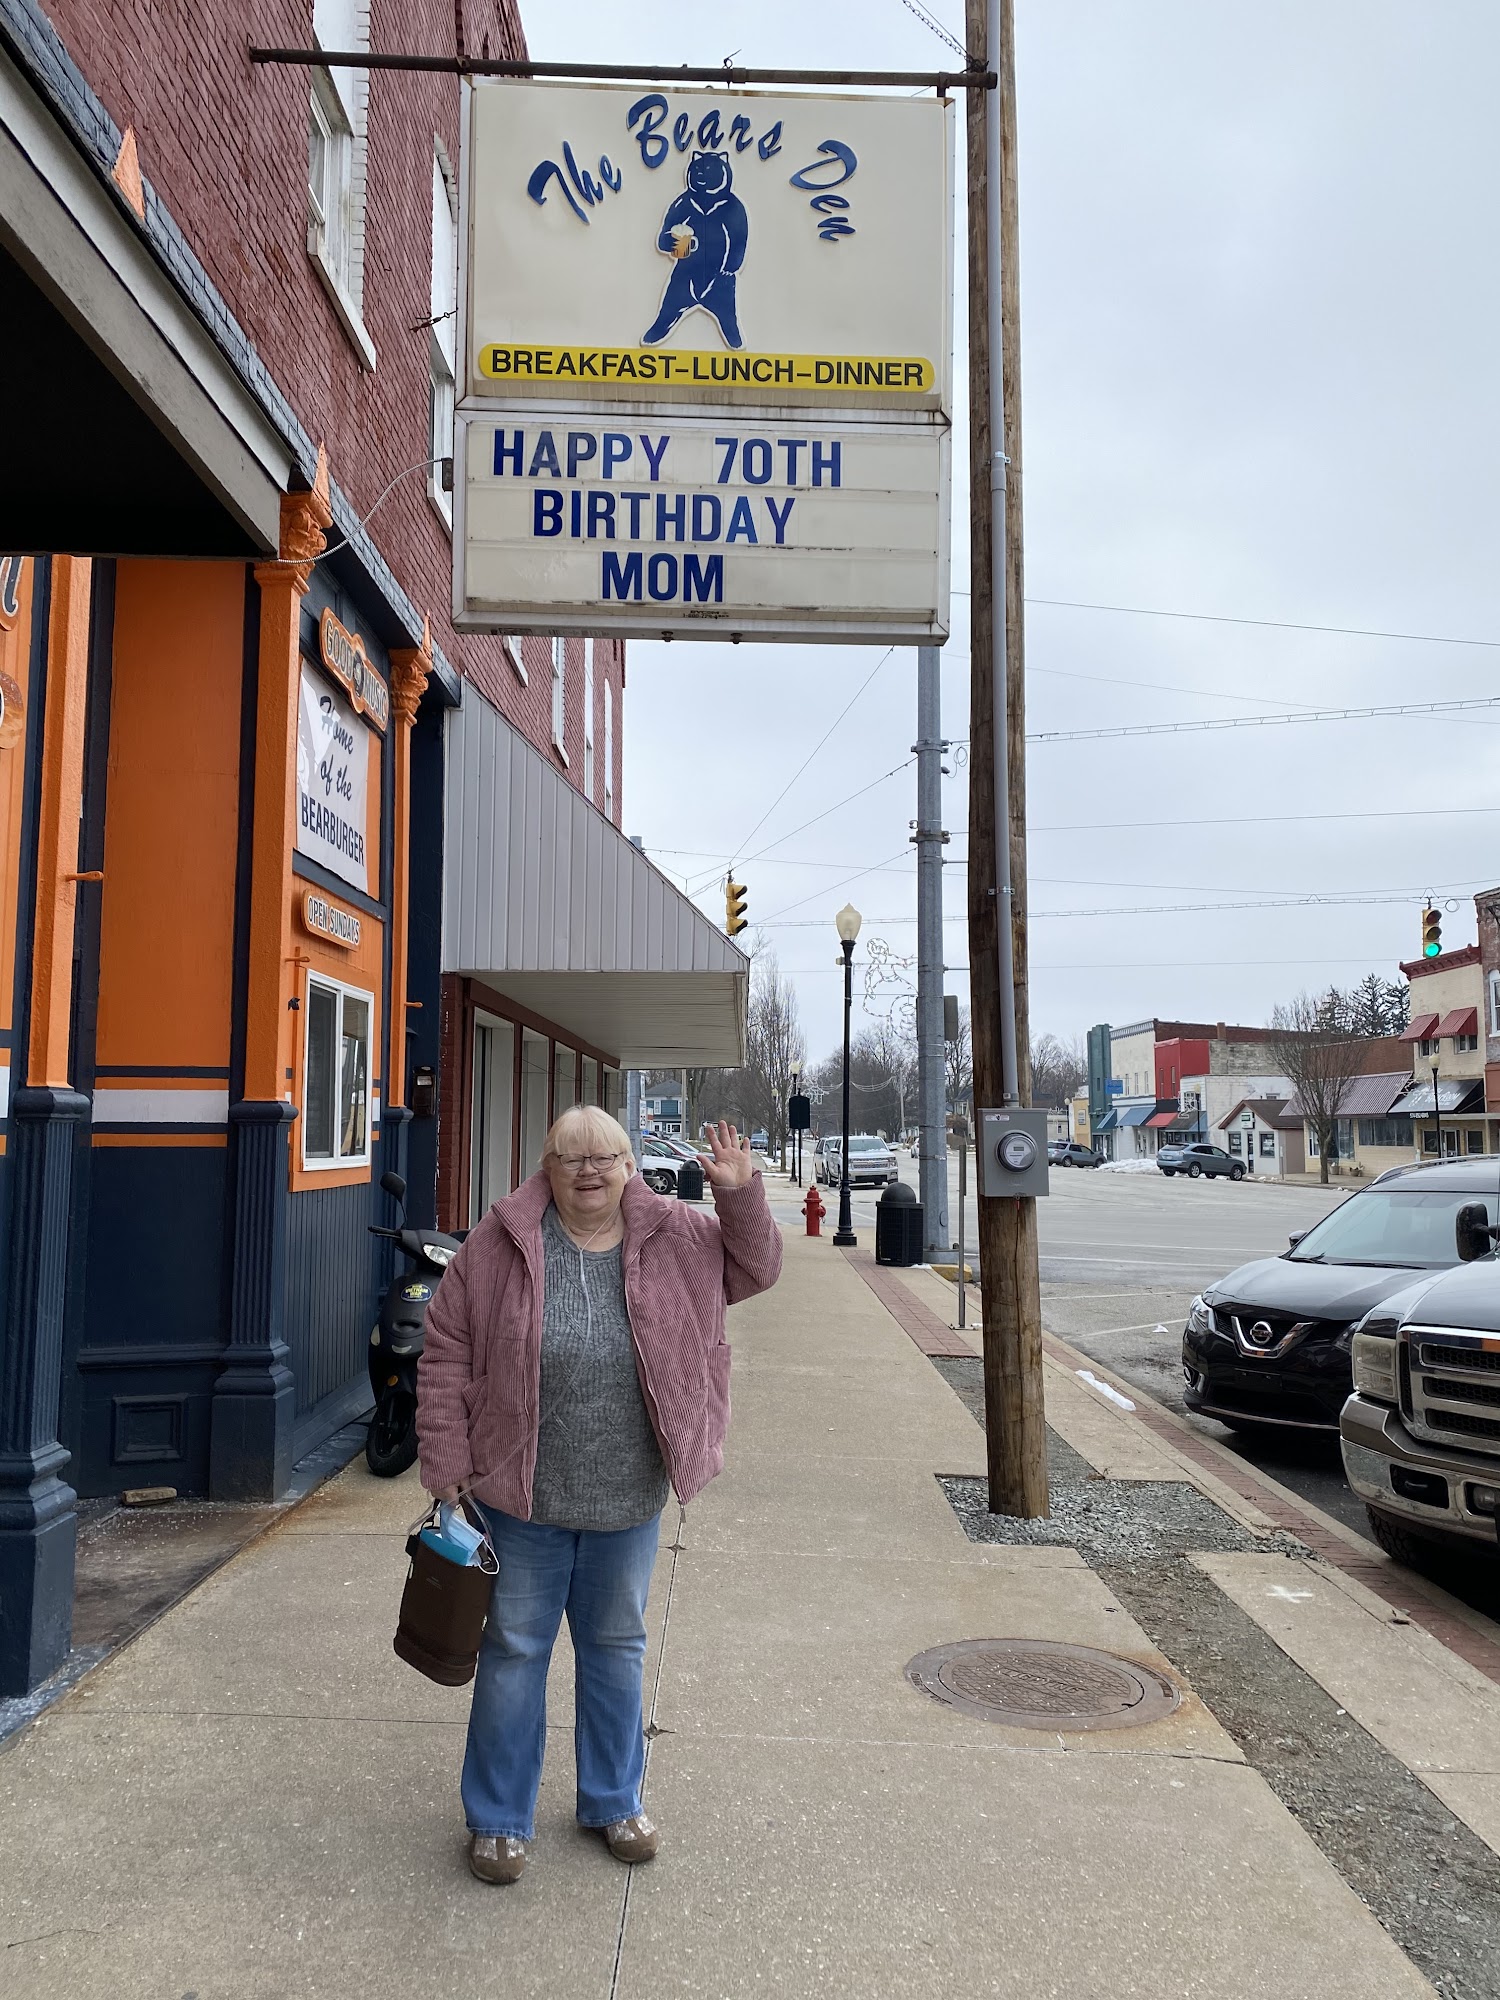 The Bears Den
BREAKFAST-LUNCH-DINNER
HAPPY 70TH
BIRTHDAY
MOM
GOOD MUSIC
Home
of the
BEARBURGER
OPEN SUNDAYS